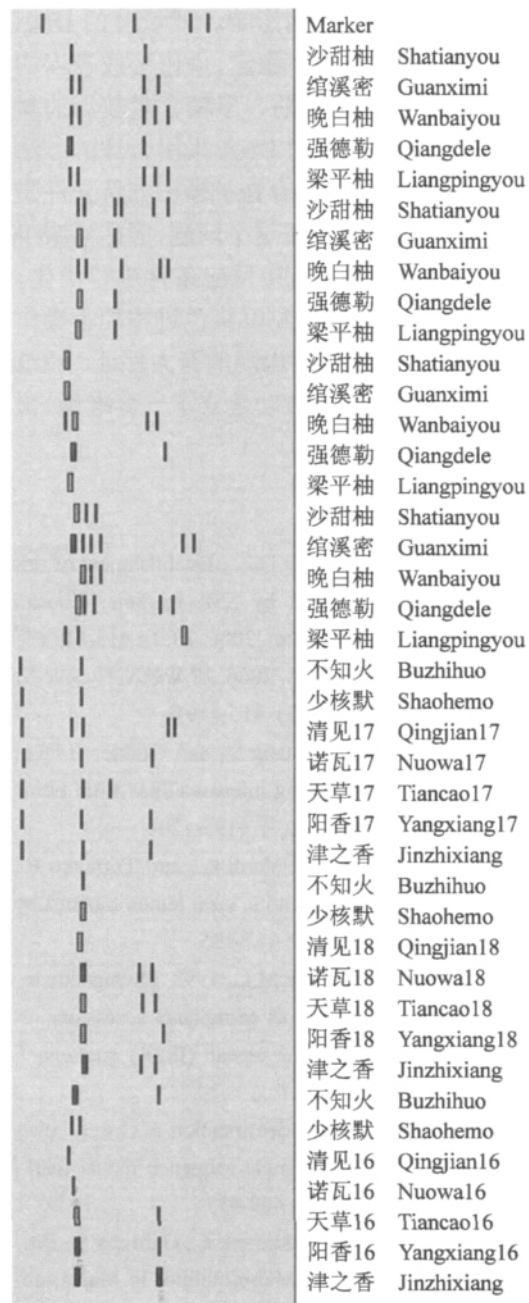 Marker
沙甜柚 Shatianyou
绾溪密 Guanximi
晚白柚 Wanbaiyou
强德勒 Qiangdele
梁平柚 Liangpingyou
沙甜柚 Shatianyou
绾溪密 Guanximi
晚白柚 Wanbaiyou
强德勒 Qiangdele
梁平柚 Liangpingyou
沙甜柚 Shatianyou
绾溪密 Guanximi
晚白柚 Wanbaiyou
强德勒 Qiangdele
梁平柚 Liangpingyou
沙甜柚 Shatianyou
绾溪密 Guanximi
晚白柚 Wanbaiyou
强德勒 Qiangdele
梁平柚 Liangpingyou
不知火 Buzhihuo
少核默 Shaohemo
清见17 Qingjian17
诺瓦17 Nuowa17
天草17 Tiancao17
阳香17 Yangxiang17
津之香 Jinzhixiang
不知火 Buzhihuo
少核默 Shaohemo
清见18 Qingjian18
诺瓦18 Nuowa18
天草18 Tiancao18
阳香18 Yangxiang18
津之香 Jinzhixiang
不知火 Buzhihuo
少核默 Shaohemo
清见16 Qingjian16
诺瓦16 Nuowa16
天草16 Tiancao16
阳香16 Yangxiang16
津之香 Jinzhixiang